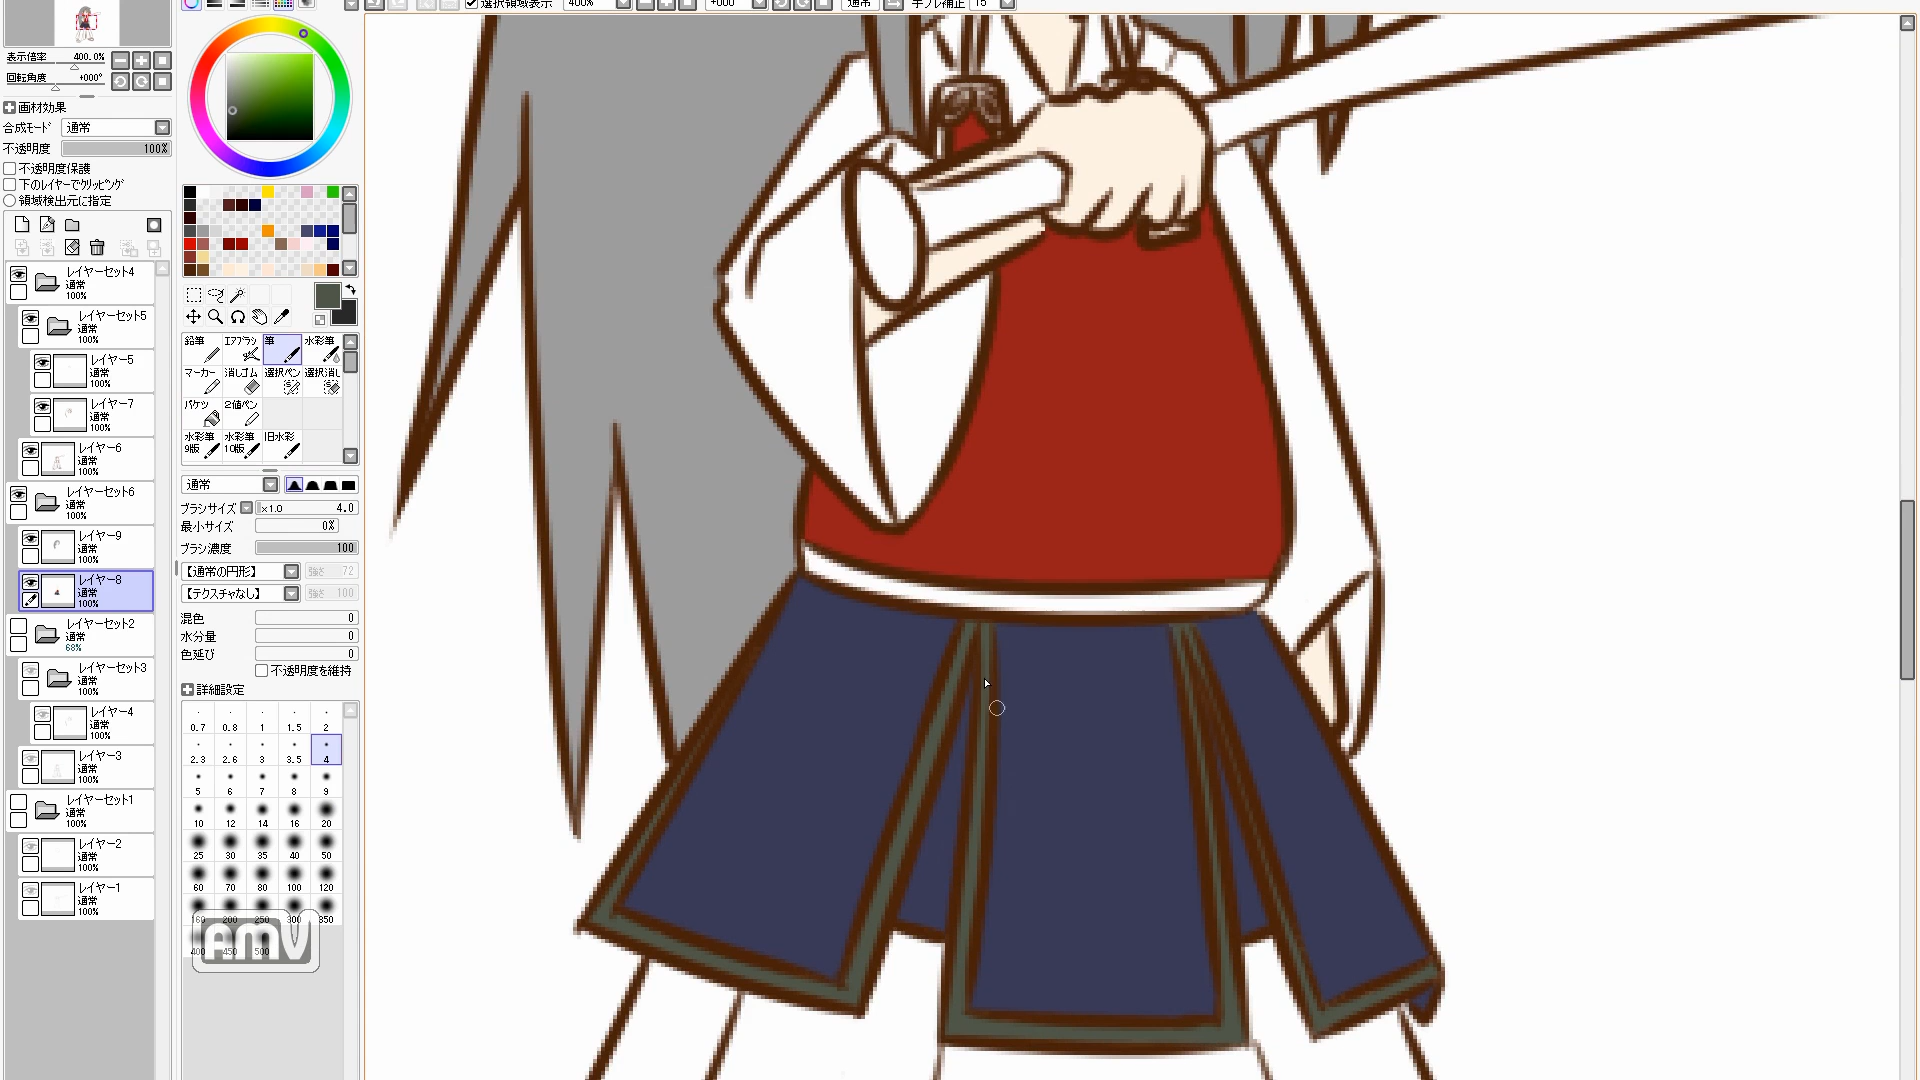 選択領域表示 400% +000° 通常 手ブレ補正 15
表示倍率 400.0%
回転角度 +000°
画材効果
合成モード 通常
不透明度 100%
不透明度保護
下のレイヤーでクリッピング
領域検出元に指定
レイヤーセット4
通常
100%
レイヤーセット5
通常
100%
レイヤー5
通常
100%
レイヤー7
通常
100%
レイヤー6
通常
100%
レイヤーセット6
通常
100%
レイヤー9
通常
100%
レイヤー8
通常
100%
レイヤーセット2
通常
68%
レイヤーセット3
通常
100%
レイヤー4
通常
100%
レイヤー3
通常
100%
レイヤーセット1
通常
100%
レイヤー2
通常
100%
レイヤー1
通常
100%
鉛筆 エアブラシ 筆 水彩筆
マーカー 消しゴム 選択ペン 選択消し
バケツ 2値ペン
水彩筆 水彩筆 旧水彩
9版 10版
通常
ブラシサイズ ×1.0 4.0
最小サイズ 0%
ブラシ濃度 100
【通常の円形】 強さ 72
【テクスチャなし】 強さ 100
混色 0
水分量 0
色延び 0
不透明度を維持
詳細設定
0.7 0.8 1 1.5 2
2.3 2.6 3 3.5 4
5 6 7 8 9
10 12 14 16 20
25 30 35 40 50
60 70 80 100 120
160 200 250 300 350
400 450 500
AMV